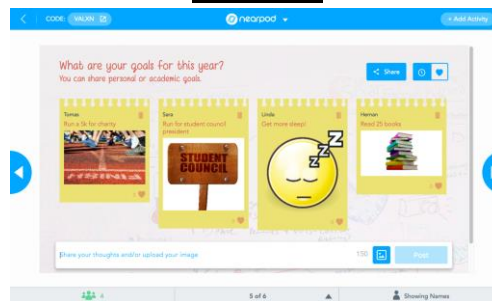 CODE: VALXN
nearpod
+ Add Activity
What are your goals for this year?
You can share personal or academic goals.
Share
Tomas
Run a 5k for charity
Sara
Run for student council
president
STUDENT
COUNCIL
Linda
Get more sleep!
Z Z Z
Hernan
Read 25 books
Share your thoughts and/or upload your image
Post
4
5 of 6
Showing Names